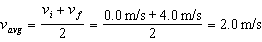 v_avg = (v_i + v_f)/2 = (0.0 m/s + 4.0 m/s)/2 = 2.0 m/s